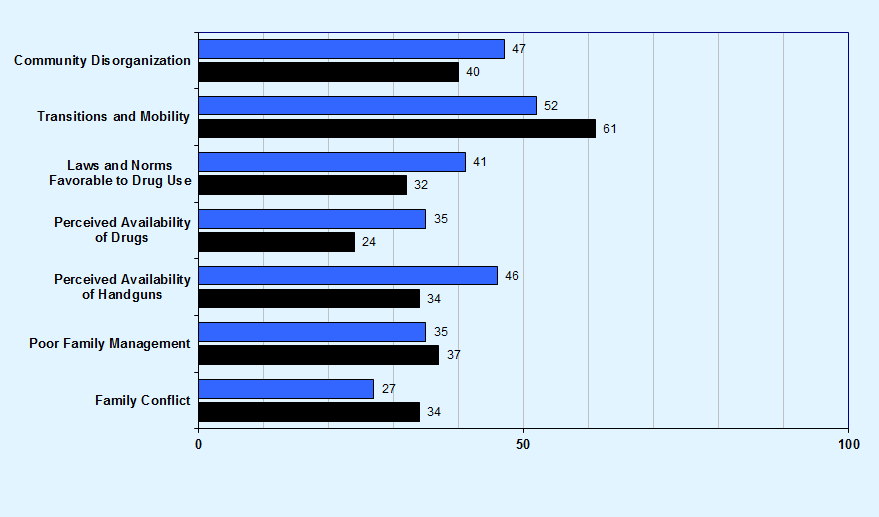 Community Disorganization
47
40
Transitions and Mobility
52
61
Laws and Norms
Favorable to Drug Use
41
32
Perceived Availability
of Drugs
35
24
Perceived Availability
of Handguns
46
34
Poor Family Management
35
37
Family Conflict
27
34
0
50
100